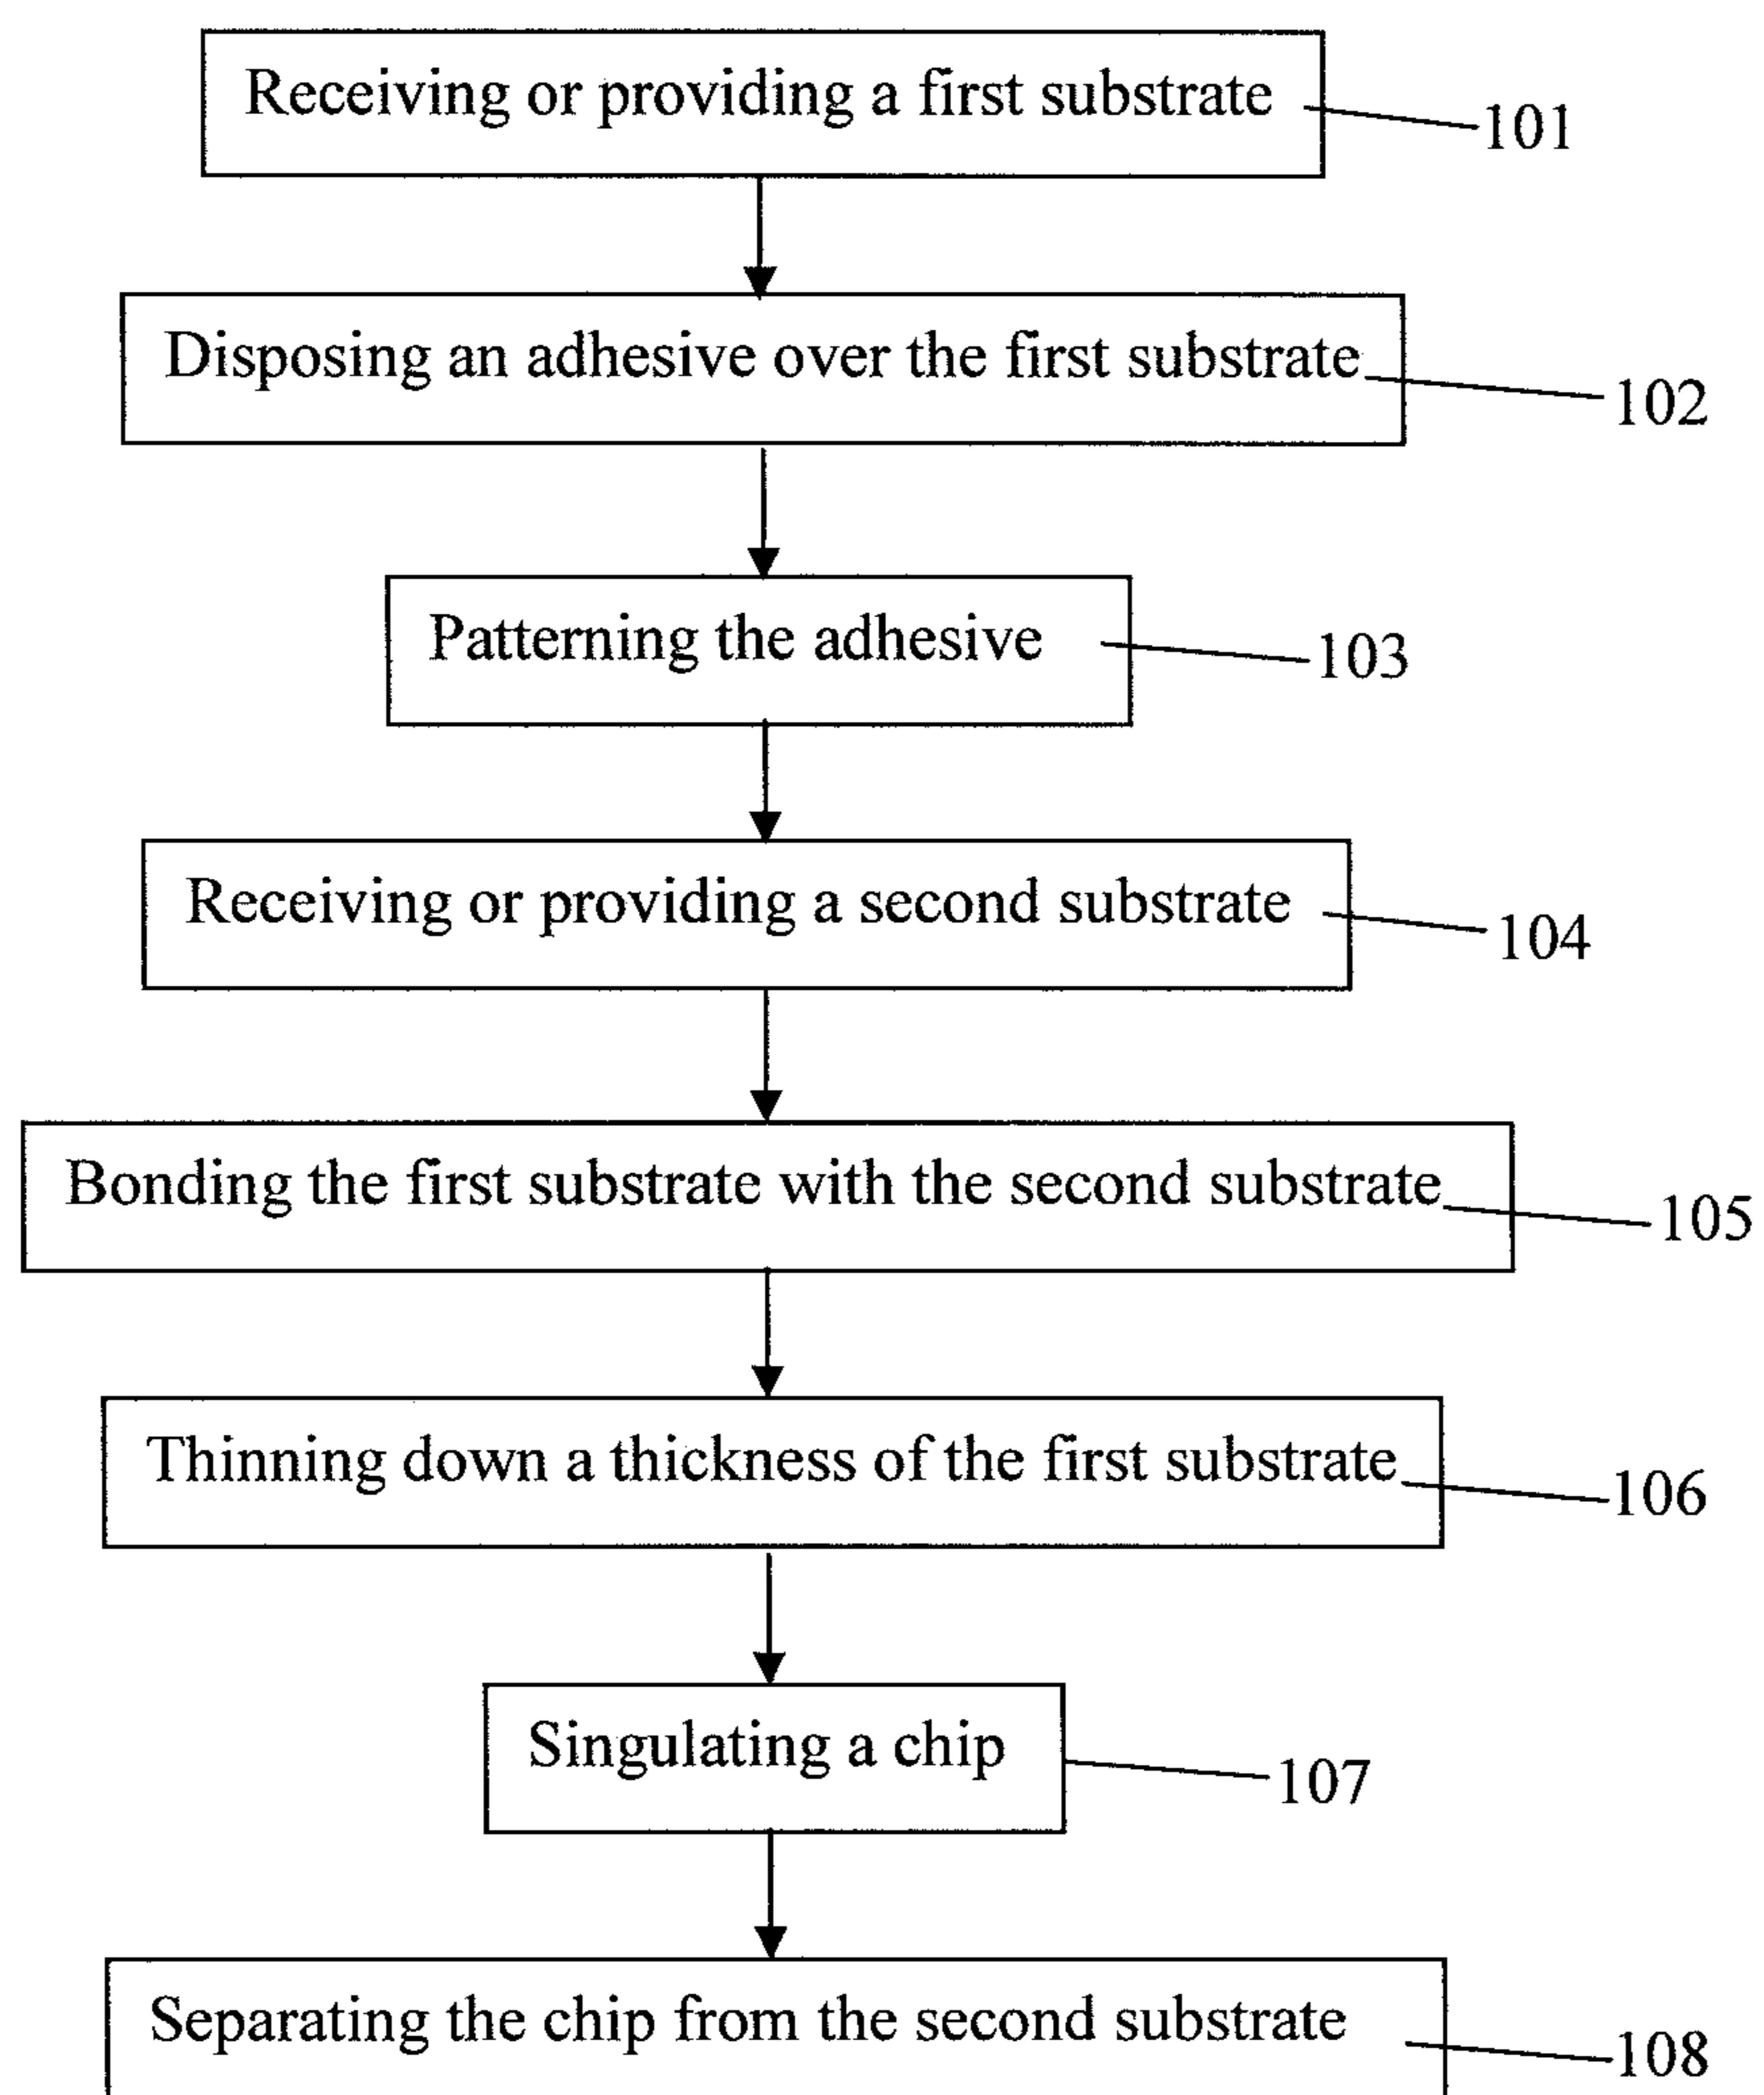 Receiving or providing a first substrate
101
Disposing an adhesive over the first substrate
102
Patterning the adhesive
103
Receiving or providing a second substrate
104
Bonding the first substrate with the second substrate
105
Thinning down a thickness of the first substrate
106
Singulating a chip
107
Separating the chip from the second substrate
108